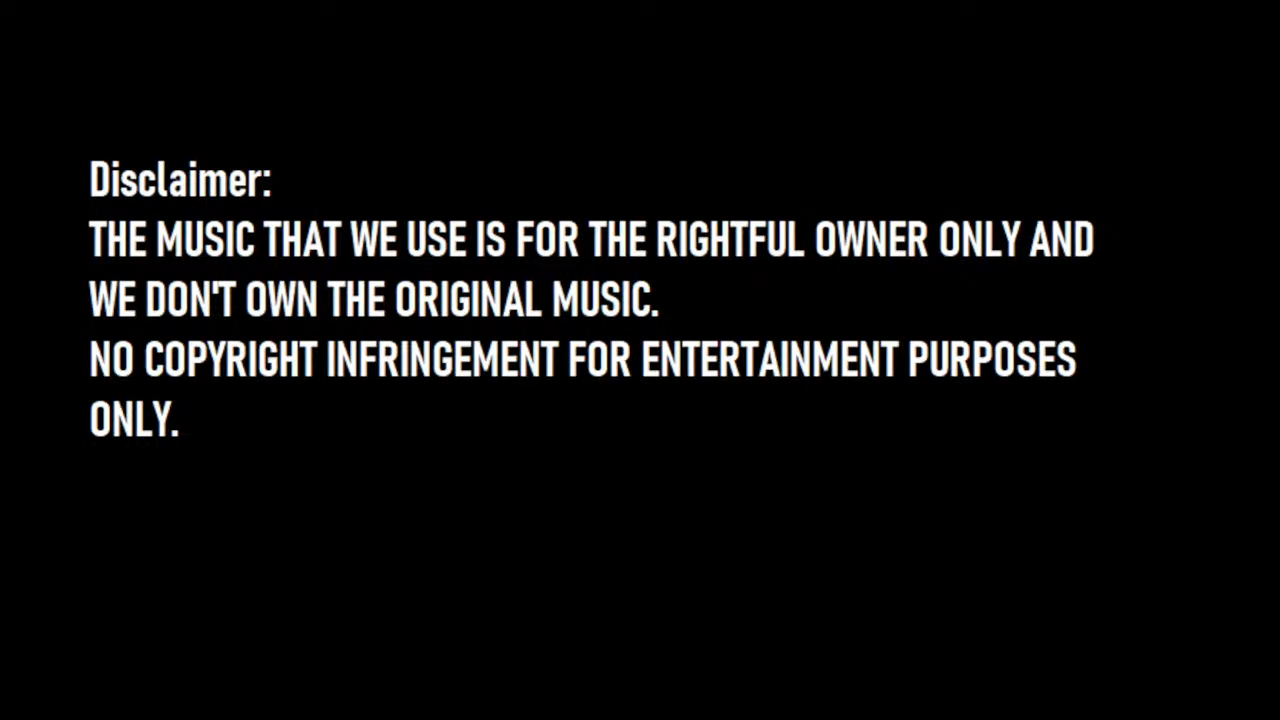 Disclaimer:
THE MUSIC THAT WE USE IS FOR THE RIGHTFUL OWNER ONLY AND
WE DON'T OWN THE ORIGINAL MUSIC.
NO COPYRIGHT INFRINGEMENT FOR ENTERTAINMENT PURPOSES
ONLY.